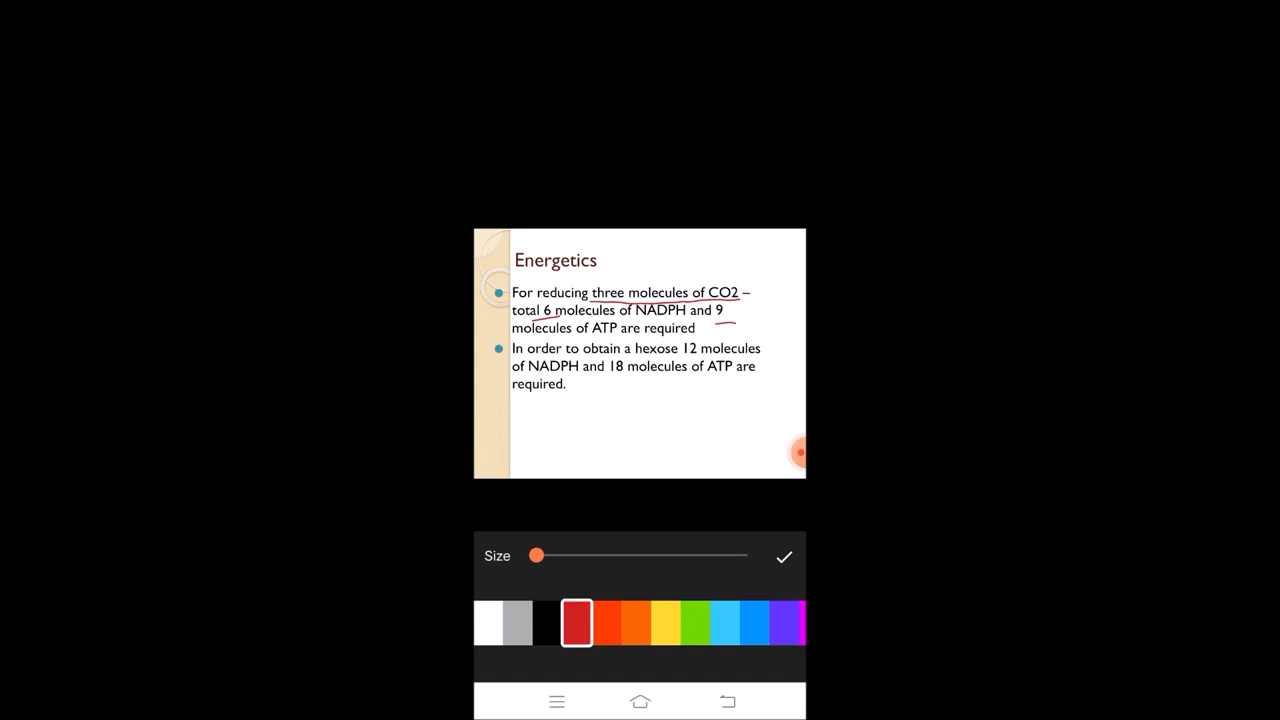 Energetics
For reducing three molecules of CO2 –
total 6 molecules of NADPH and 9
molecules of ATP are required
In order to obtain a hexose 12 molecules
of NADPH and 18 molecules of ATP are
required.
Size